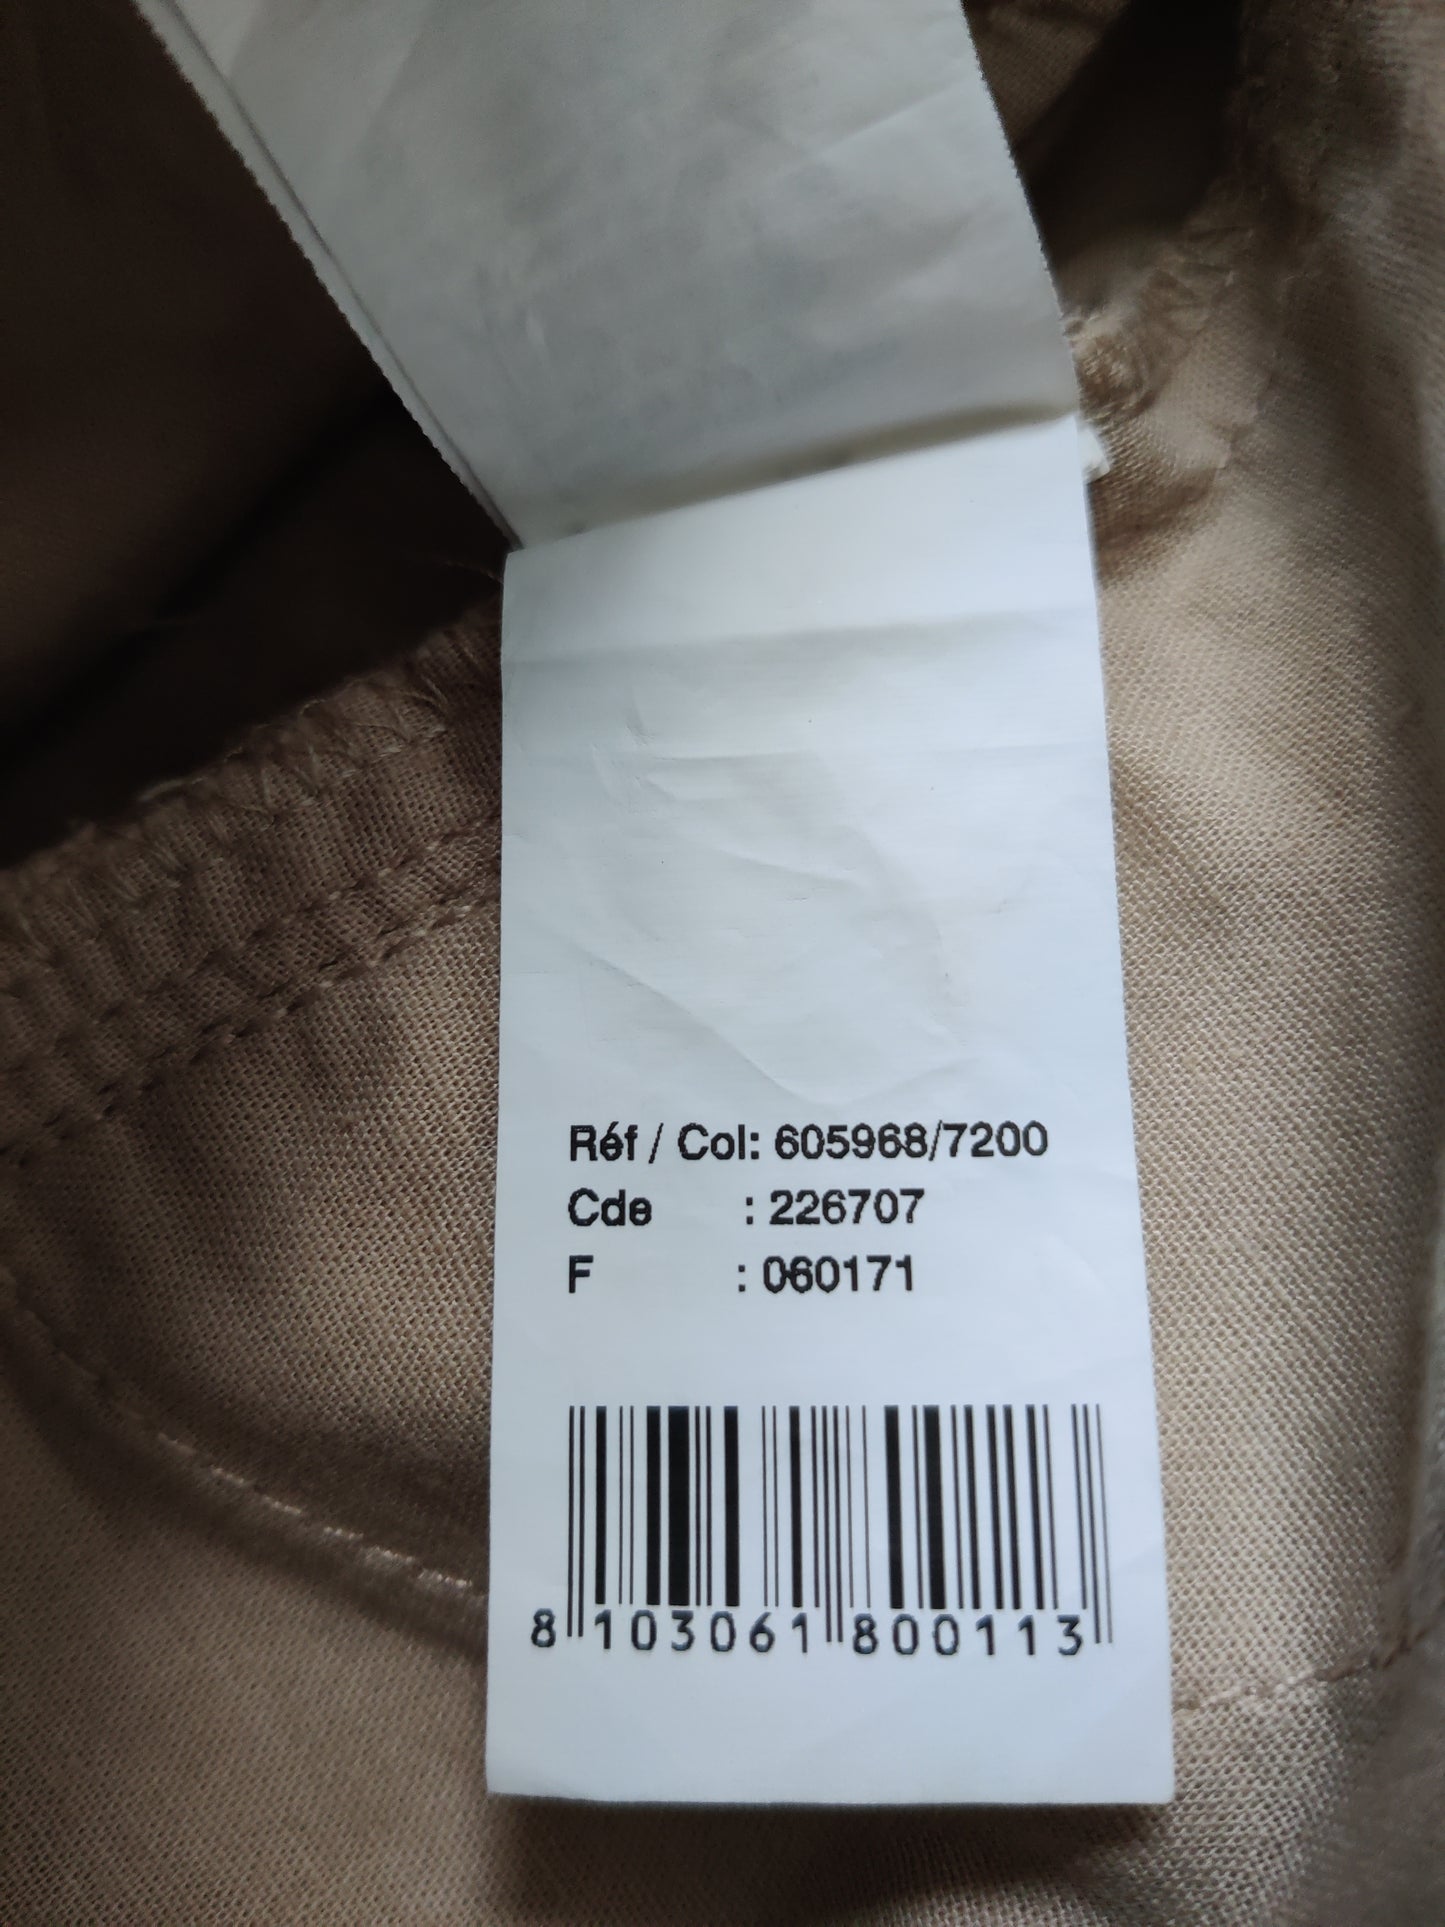 Réf / Col: 605968/7200
Cde : 226707
F : 060171
8 103061 800113